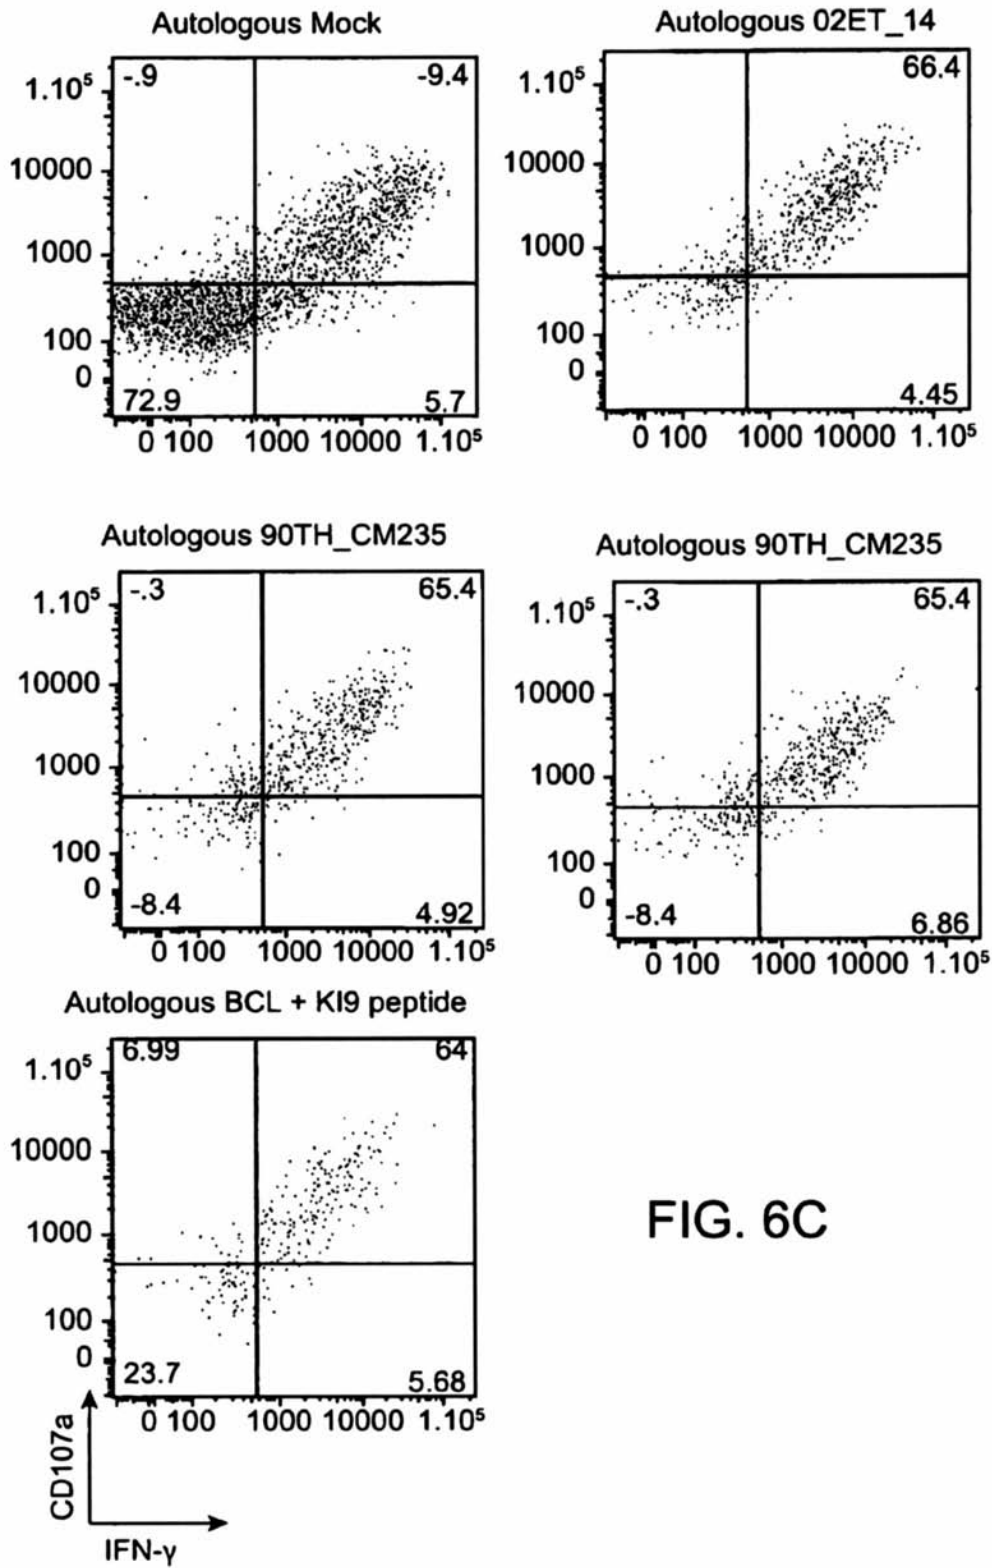 Autologous Mock
-.9 -9.4
1.10⁵
10000
1000
100
0
72.9 5.7
0 100 1000 10000 1.10⁵
Autologous 02ET_14
66.4
1.10⁵
10000
1000
100
0
4.45
0 100 1000 10000 1.10⁵
Autologous 90TH_CM235
-.3 65.4
1.10⁵
10000
1000
100
0
-8.4 4.92
0 100 1000 10000 1.10⁵
Autologous 90TH_CM235
-.3 65.4
1.10⁵
10000
1000
100
0
-8.4 6.86
0 100 1000 10000 1.10⁵
Autologous BCL + KI9 peptide
6.99 64
1.10⁵
10000
1000
100
0
23.7 5.68
0 100 1000 10000 1.10⁵
CD107a
IFN-γ
FIG. 6C